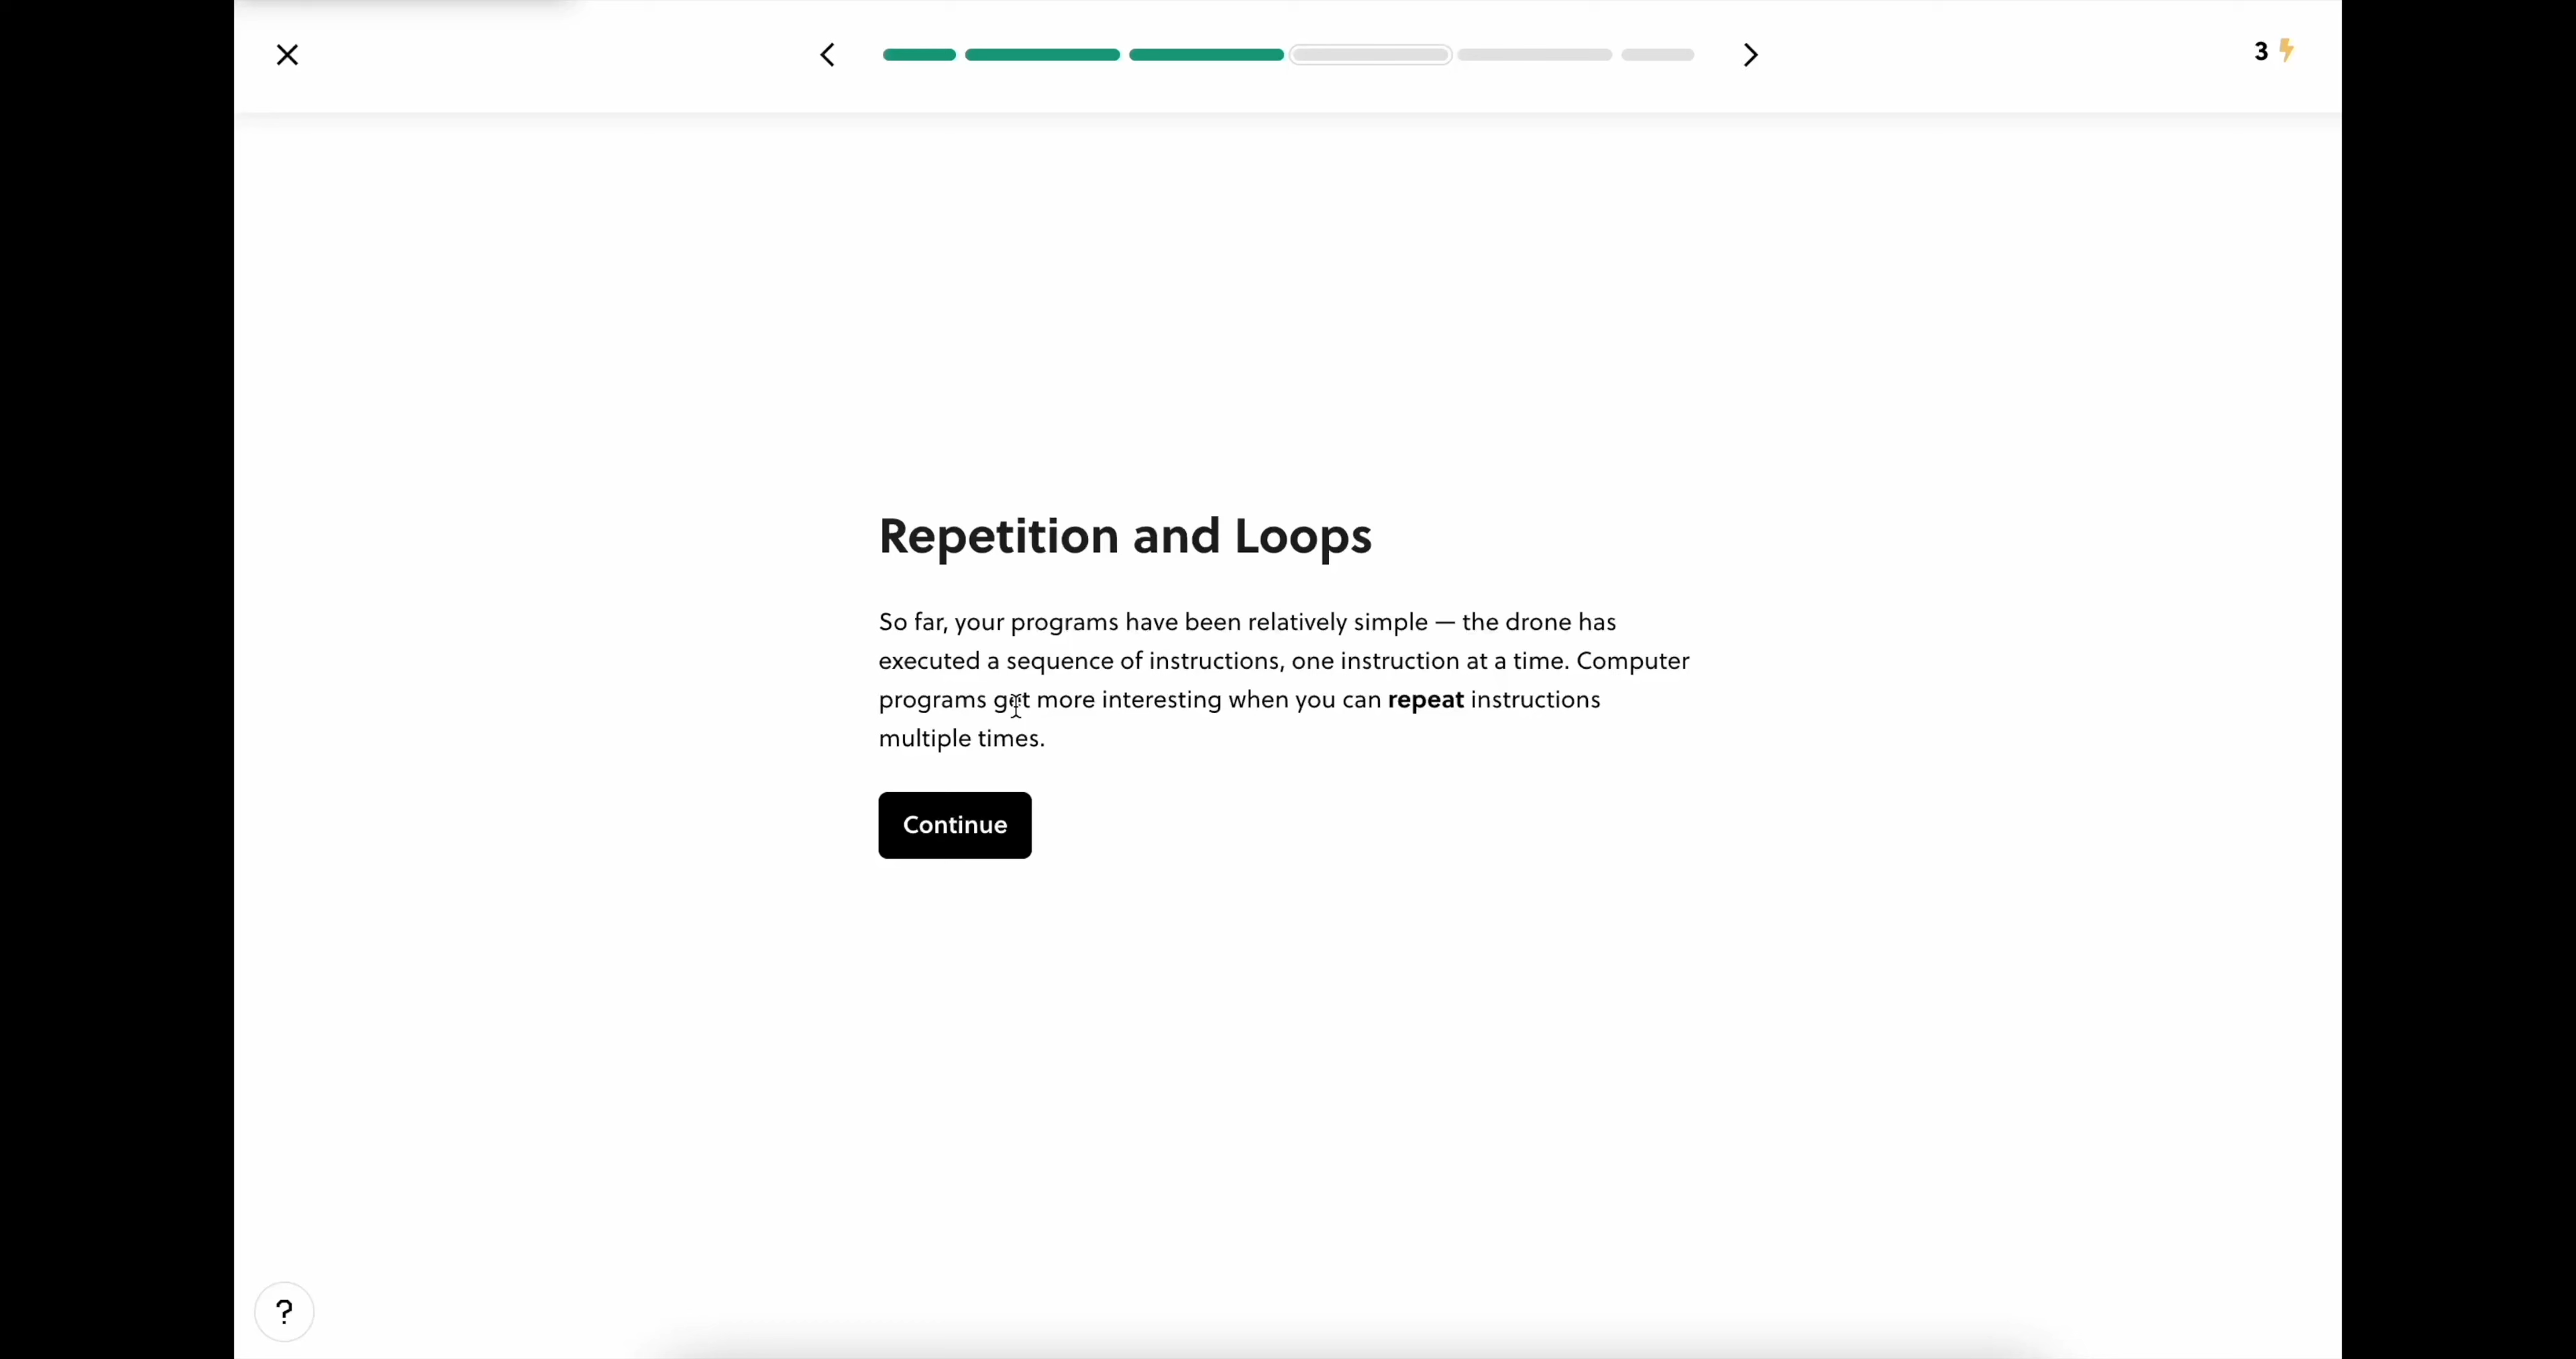 3
Repetition and Loops
So far, your programs have been relatively simple — the drone has
executed a sequence of instructions, one instruction at a time. Computer
programs get more interesting when you can repeat instructions
multiple times.
Continue
?